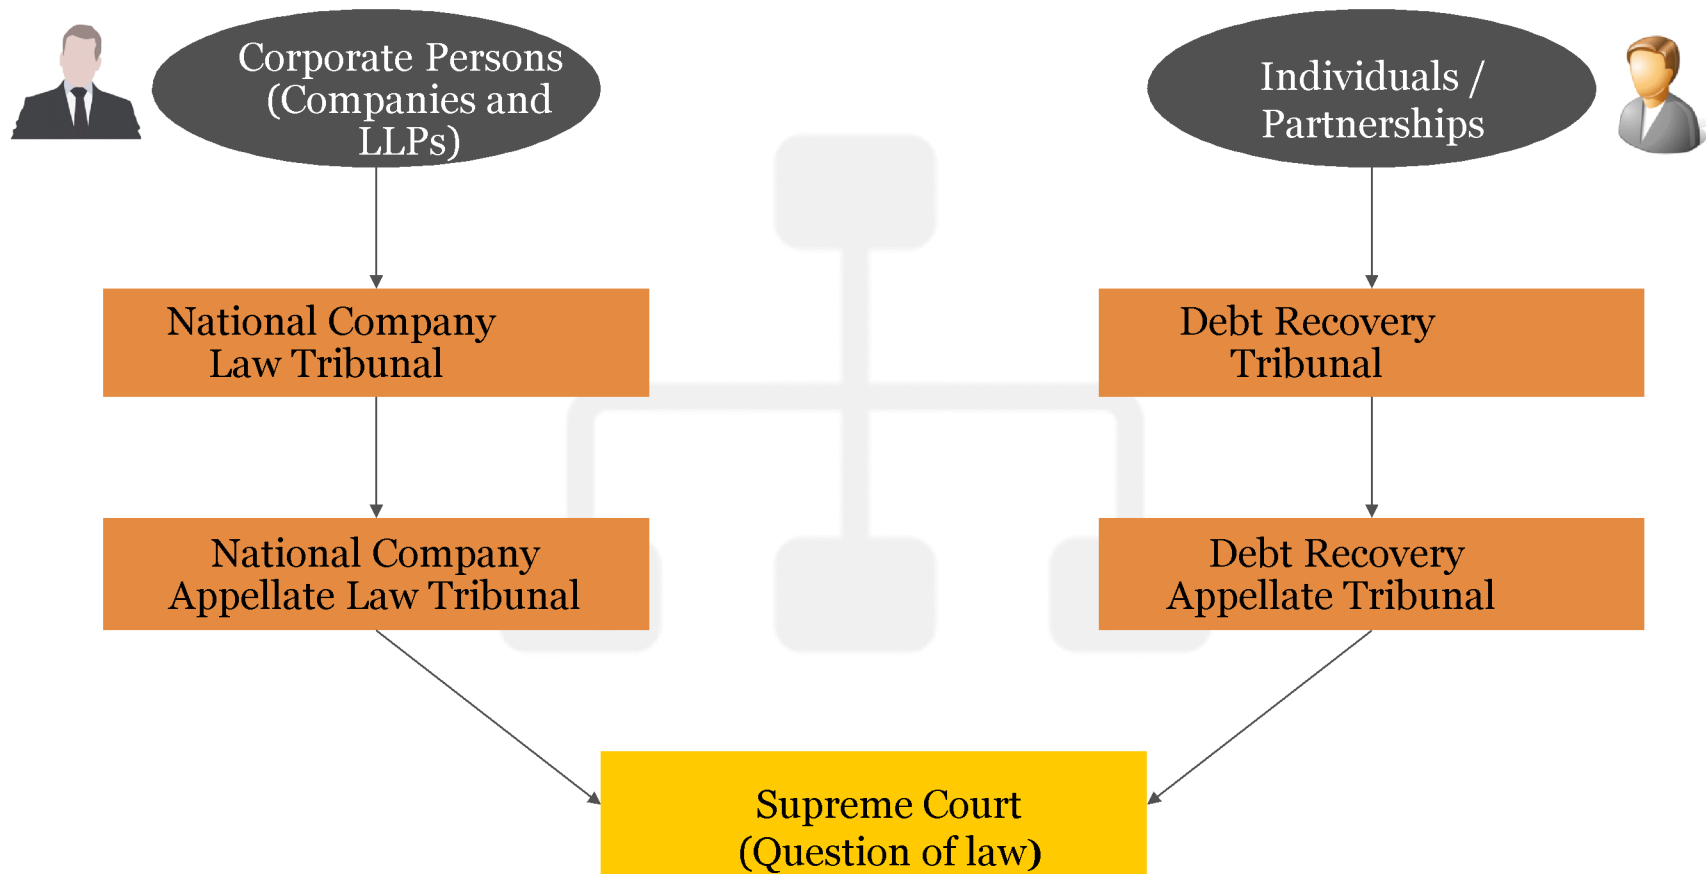 Corporate Persons
(Companies and
LLPs)
Individuals /
Partnerships
National Company
Law Tribunal
Debt Recovery
Tribunal
National Company
Appellate Law Tribunal
Debt Recovery
Appellate Tribunal
Supreme Court
(Question of law)